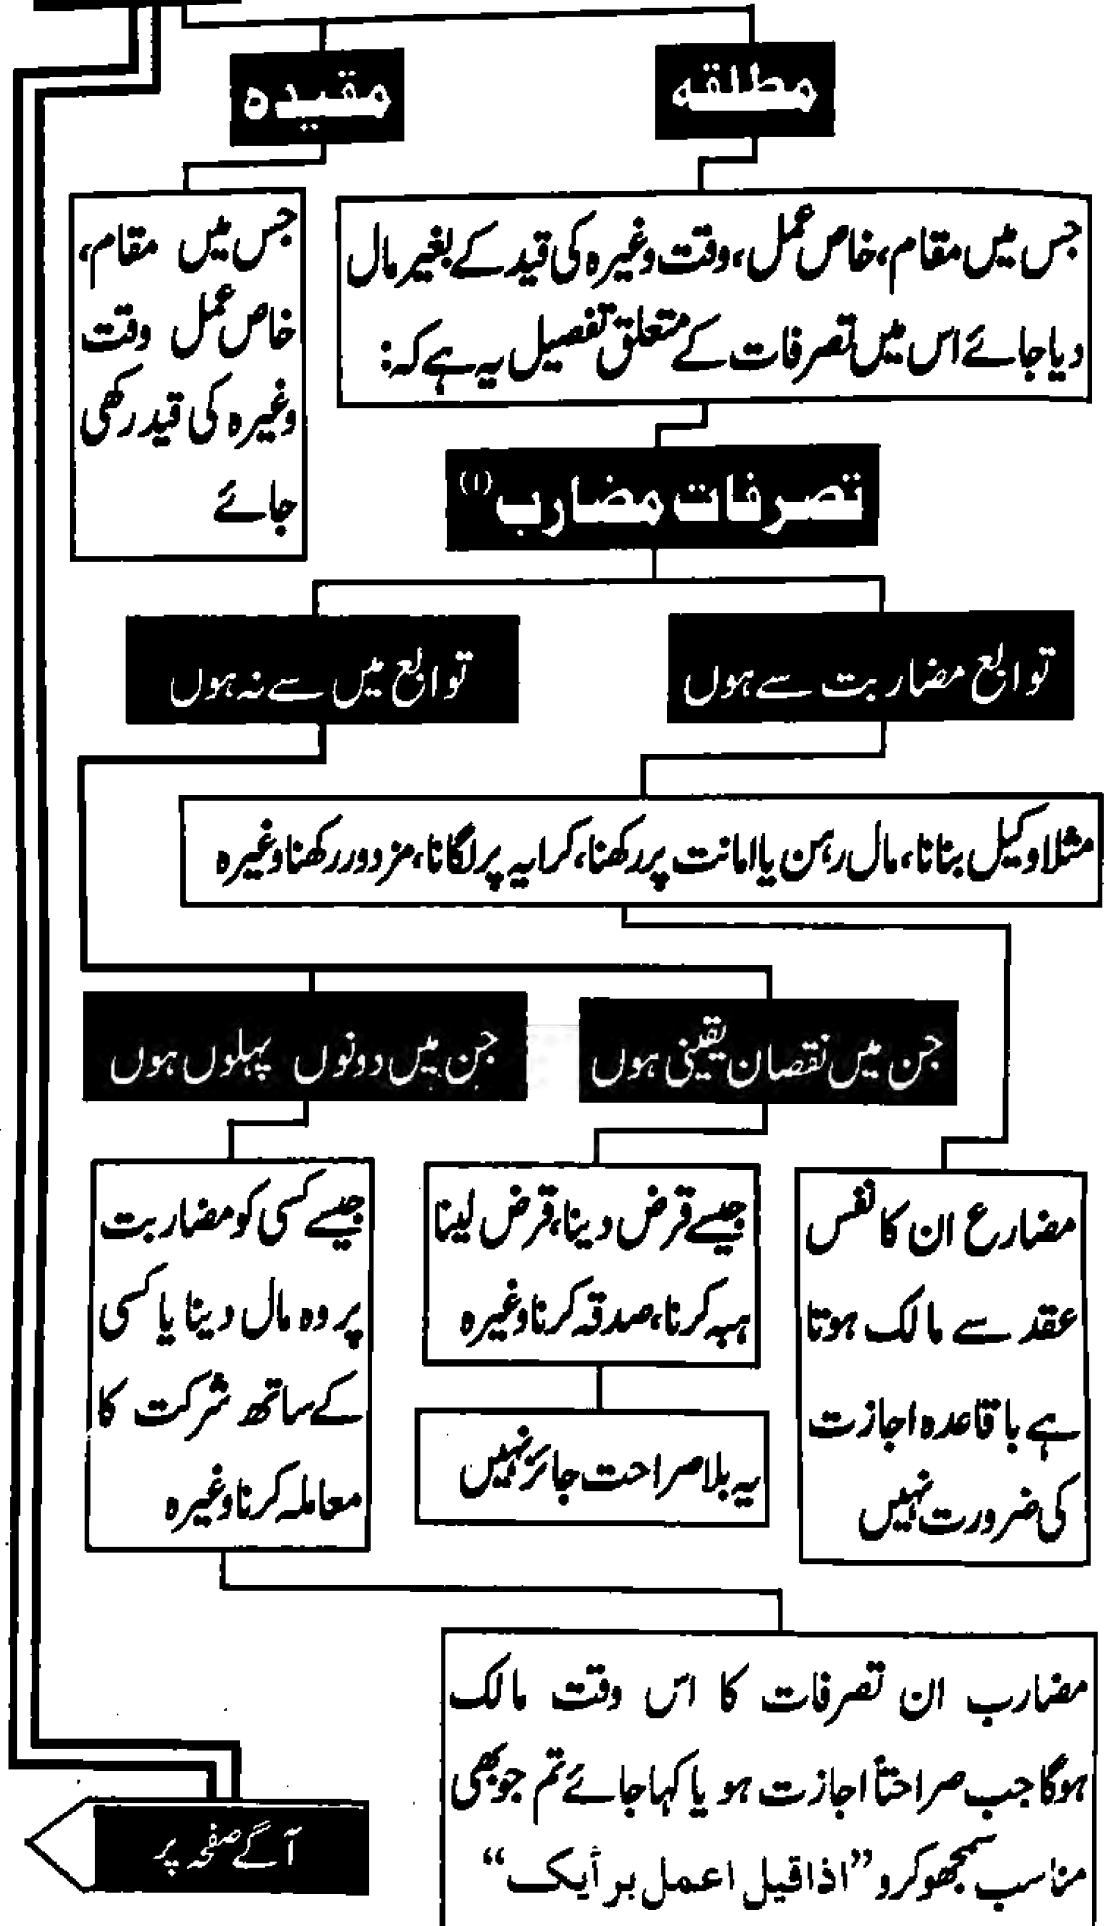 مطلقہ
مقیدہ
جس میں مقام، خاص عمل، وقت وغیرہ کی قید کے بغیر مال
دیا جائے اس میں تصرفات کے متعلق تفصیل یہ ہے کہ:
جس میں مقام،
خاص عمل وقت
وغیرہ کی قید رکھی
جائے
تصرفات مضارب (۱)
توابع مضاربت سے ہوں
توابع میں سے نہ ہوں
مثلا وکیل بنانا، مال رہن یا امانت پر رکھنا، کرایہ پر لگانا، مزدور رکھنا وغیرہ
جن میں نقصان یقینی ہوں
جن میں دونوں پہلوں ہوں
مضارع ان کا نفس
عقد سے مالک ہوتا
ہے باقاعدہ اجازت
کی ضرورت نہیں
جیسے قرض دینا، قرض لینا
ہبہ کرنا، صدقہ کرنا وغیرہ
یہ بلا صراحت جائز نہیں
جیسے کسی کو مضاربت
پر وہ مال دینا یا کسی
کے ساتھ شرکت کا
معاملہ کرنا وغیرہ
مضارب ان تصرفات کا اس وقت مالک
ہوگا جب صراحتاً اجازت ہو یا کہا جائے تم جو بھی
مناسب سمجھو کرو ”اذا قیل اعمل برأیک“
آگے صفحہ پر